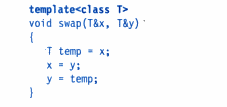 template<class T>
void swap(T&x, T&y)
{
T temp = x;
x = y;
y = temp;
}